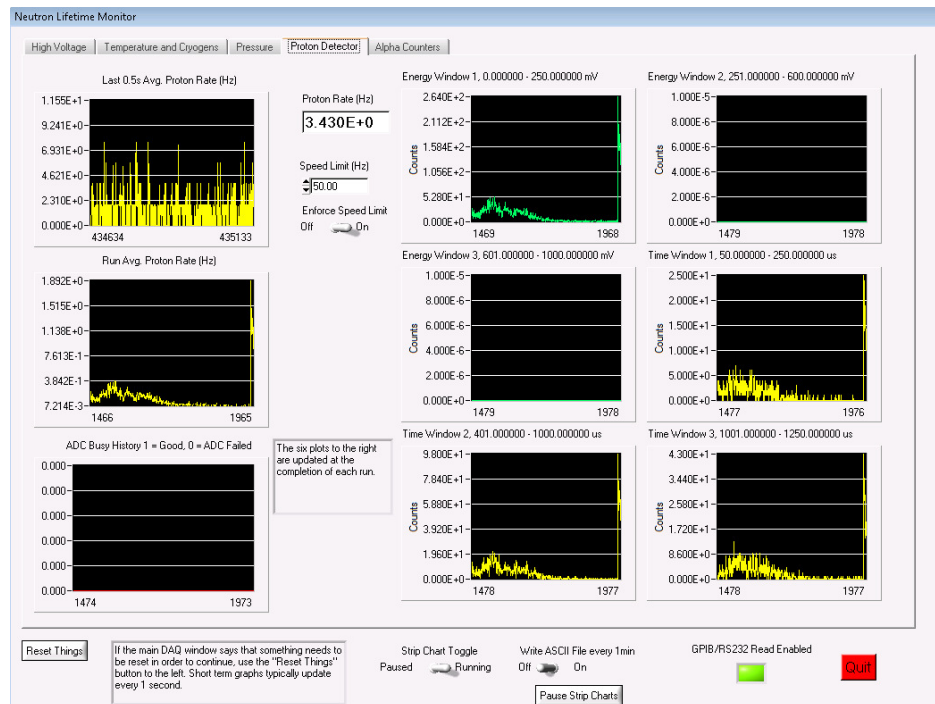 Neutron Lifetime Monitor
High Voltage
Temperature and Cryogens
Pressure
Proton Detector
Alpha Counters
Last 0.5s Avg. Proton Rate (Hz)
1.155E+1
9.241E+0
6.931E+0
4.621E+0
2.310E+0
0.000E+0
434634
435133
Proton Rate (Hz)
3.430E+0
Speed Limit (Hz)
50.00
Enforce Speed Limit
Off
On
Energy Window 1, 0.000000 - 250.000000 mV
Counts
2.640E+2
2.112E+2
1.584E+2
1.056E+2
5.280E+1
0.000E+0
1469
1968
Energy Window 2, 251.000000 - 600.000000 mV
1.000E-5
8.000E-6
6.000E-6
4.000E-6
2.000E-6
0.000E+0
Counts
1479
1978
Run Avg. Proton Rate (Hz)
1.892E+0
1.515E+0
1.138E+0
7.613E-1
3.842E-1
7.214E-3
1466
1965
Energy Window 3, 601.000000 - 1000.000000 mV
Counts
1.000E-5
8.000E-6
6.000E-6
4.000E-6
2.000E-6
0.000E+0
1479
1978
Time Window 1, 50.000000 - 250.000000 us
Counts
2.500E+1
2.000E+1
1.500E+1
1.000E+1
5.000E+0
0.000E+0
1477
1976
ADC Busy History 1 = Good, 0 = ADC Failed
0.000
0.000
0.000
0.000
0.000
0.000
1474
1973
The six plots to the right
are updated at the
completion of each run.
Time Window 2, 401.000000 - 1000.000000 us
Counts
9.800E+1
7.840E+1
5.880E+1
3.920E+1
1.960E+1
0.000E+0
1478
1977
Time Window 3, 1001.000000 - 1250.000000 us
Counts
4.300E+1
3.440E+1
2.580E+1
1.720E+1
8.600E+0
0.000E+0
1478
1977
Reset Things
If the main DAQ window says that something needs to
be reset in order to continue, use the "Reset Things"
button to the left. Short term graphs typically update
every 1 second.
Strip Chart Toggle
Paused
Running
Write ASCII File every 1min
Off
On
Pause Strip Charts
GPIB/RS232 Read Enabled
Quit